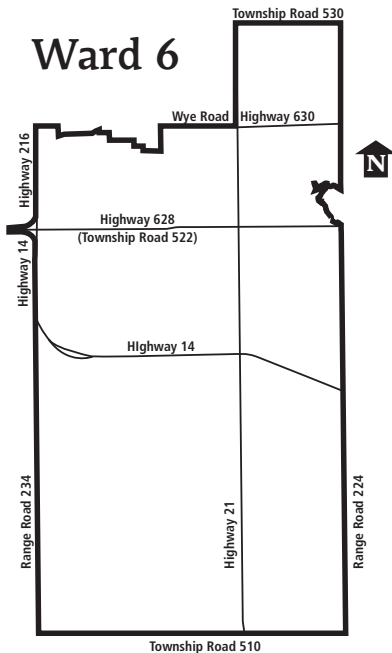 Township Road 530
Ward 6
Wye Road
Highway 630
Highway 216
N
Highway 628
(Township Road 522)
Highway 14
HIghway 14
Range Road 234
Highway 21
Range Road 224
Township Road 510